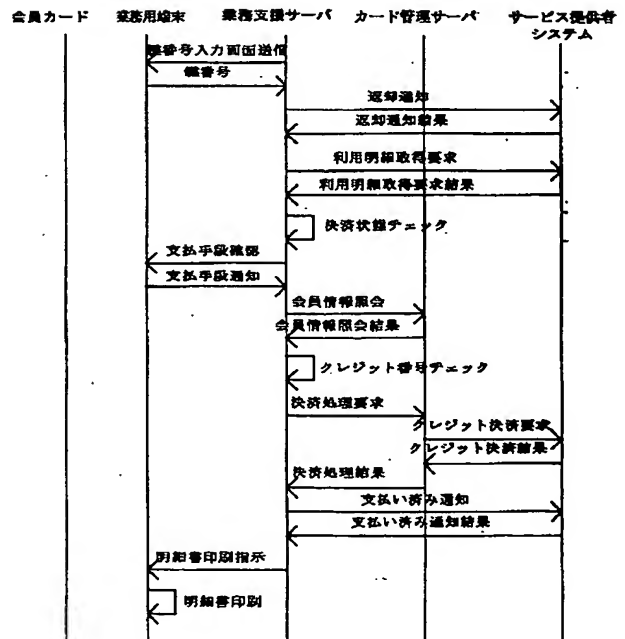 会員カード 業務用端末 業務支援サーバ カード管理サーバ サービス提供者
システム
鍵番号入力画面送信
鍵番号
返却通知
返却通知結果
利用明細取得要求
利用明細取得要求結果
決済状態チェック
支払手段確認
支払手段通知
会員情報照会
会員情報照会結果
クレジット番号チェック
決済処理要求
クレジット決済要求
クレジット決済結果
決済処理結果
支払い済み通知
支払い済み通知結果
明細書印刷指示
明細書印刷